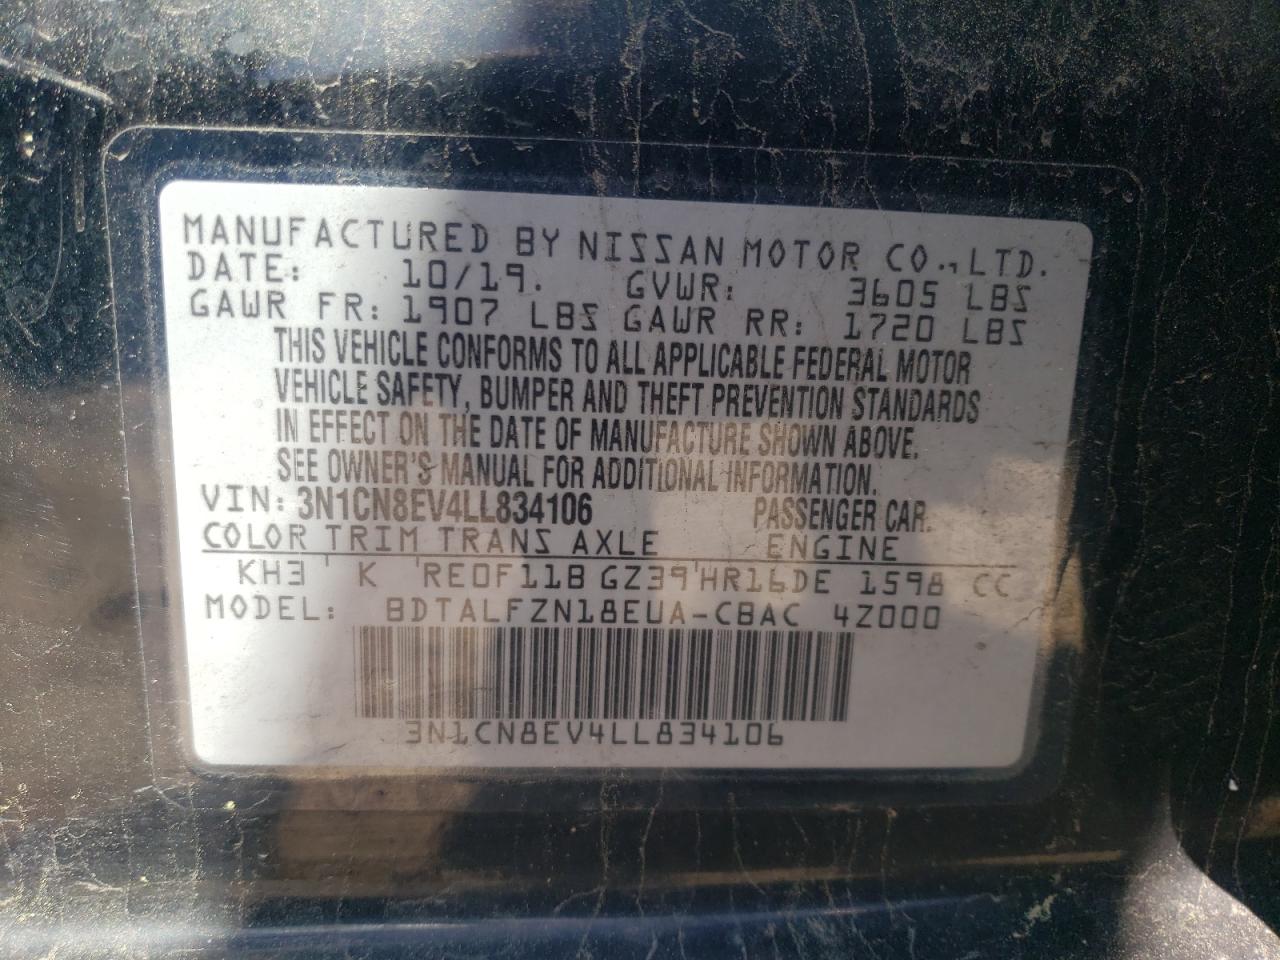 MANUFACTURED BY NISSAN MOTOR CO., LTD.
DATE: 10/19. GVWR: 3605 LBS
GAWR FR: 1907 LBS GAWR RR: 1720 LBS
THIS VEHICLE CONFORMS TO ALL APPLICABLE FEDERAL MOTOR
VEHICLE SAFETY, BUMPER AND THEFT PREVENTION STANDARDS
IN EFFECT ON THE DATE OF MANUFACTURE SHOWN ABOVE.
SEE OWNER'S MANUAL FOR ADDITIONAL INFORMATION.
VIN: 3N1CN8EV4LL834106 PASSENGER CAR.
COLOR TRIM TRANS AXLE ENGINE
KH3 ' K 'RE0F11B GZ39'HR16DE 1598 CC
MODEL: BDTALFZN18EUA-CBAC 4Z000
3N1CN8EV4LL834106